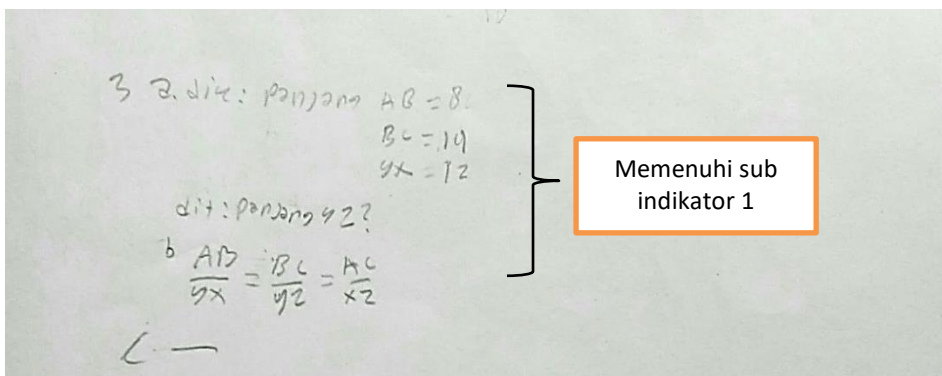 3 a. dik: panjang AB = 8
BC = 14
yx = 12
dit: panjang yz?
b AB/yx = BC/yz = AC/xz
c —
Memenuhi sub
indikator 1